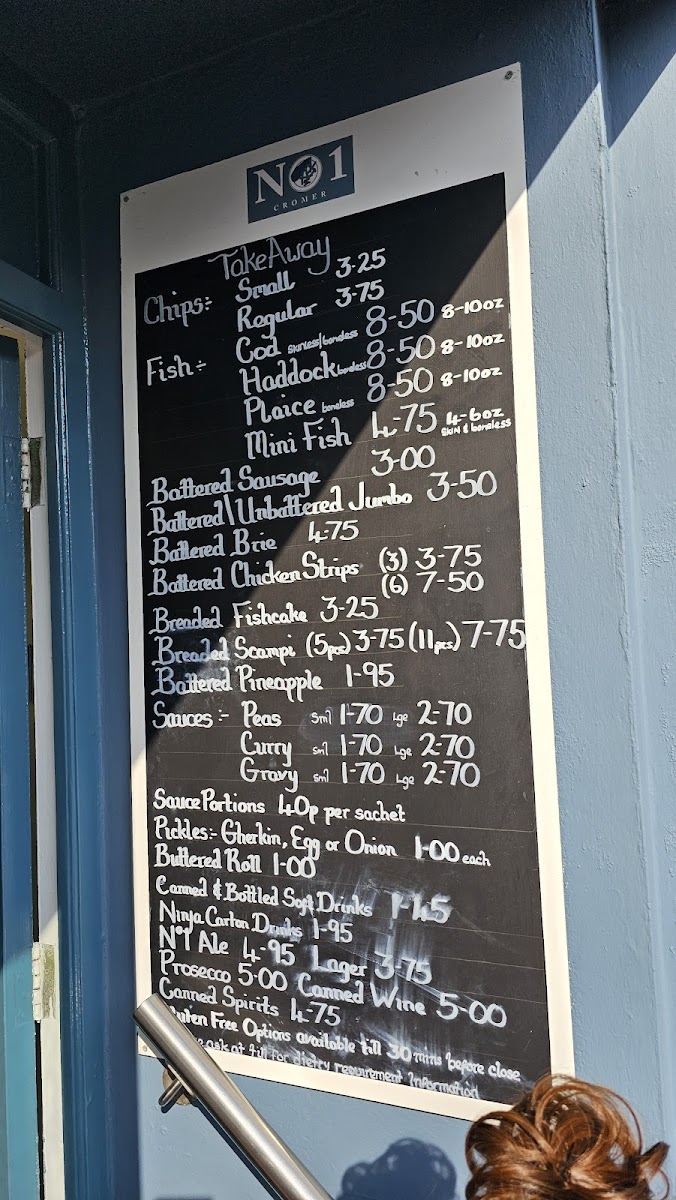 NO1
CROMER
TakeAway
Chips:- Small 3-25
Regular 3-75
Fish:- Cod skinless/boneless 8-50 8-10oz
Haddock boneless 8-50 8-10oz
Plaice boneless 8-50 8-10oz
Mini Fish 4-75 4-6oz skin & boneless
Battered Sausage 3-00
Battered\Unbattered Jumbo 3-50
Battered Brie 4-75
Battered Chicken Strips (3) 3-75
(6) 7-50
Breaded Fishcake 3-25
Breaded Scampi (5pcs) 3-75 (11pcs) 7-75
Battered Pineapple 1-95
Sauces:- Peas sml 1-70 Lge 2-70
Curry sml 1-70 Lge 2-70
Gravy sml 1-70 Lge 2-70
Sauce Portions 40p per sachet
Pickles:- Gherkin, Egg or Onion 1-00 each
Buttered Roll 1-00
Canned & Bottled Soft Drinks 1-45
Ninja Carton Drinks 1-95
Nº1 Ale 4-95 Lager 3-75
Prosecco 5-00 Canned Wine 5-00
Canned Spirits 4-75
Free Options available till 30 mins before close
ask at till for dietry requirement information